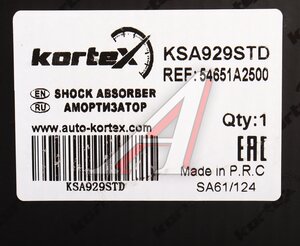 kortex
KSA929STD
REF: 54651A2500
EN SHOCK ABSORBER
RU АМОРТИЗАТОР
www.auto-kortex.com
Qty:1
EAC
KSA929STD
Made in P.R.C
SA61/124